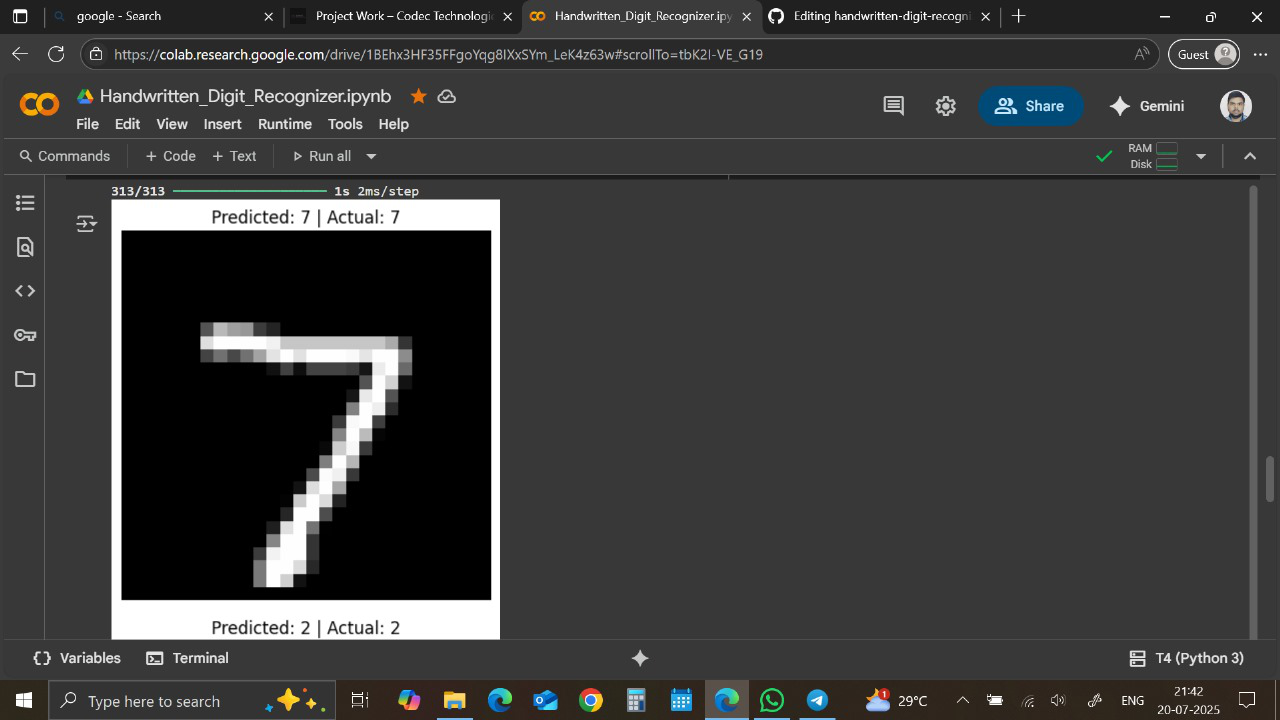 google - Search
Project Work – Codec Technologi
Handwritten_Digit_Recognizer.ipy
Editing handwritten-digit-recogni
https://colab.research.google.com/drive/1BEhx3HF35FFgoYqg8IXxSYm_LeK4z63w#scrollTo=tbK2I-VE_G19
Guest
Handwritten_Digit_Recognizer.ipynb
Share
Gemini
File Edit View Insert Runtime Tools Help
Commands
+ Code + Text
Run all
RAM
Disk
313/313 1s 2ms/step
Predicted: 7 | Actual: 7
7
Predicted: 2 | Actual: 2
Variables
Terminal
T4 (Python 3)
Type here to search
1
29°C
ENG
21:42
20-07-2025